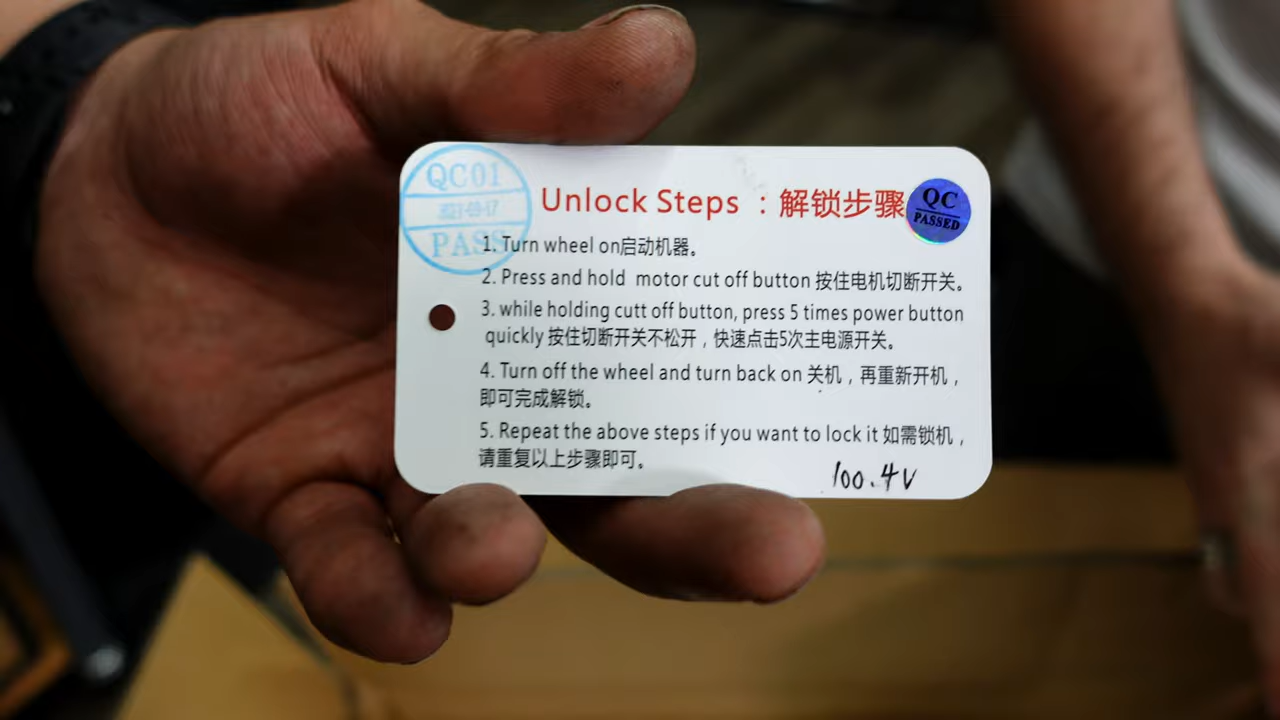 QC01
PASS
Unlock Steps ：解锁步骤
QC
PASSED
1. Turn wheel on启动机器。
2. Press and hold motor cut off button 按住电机切断开关。
3. while holding cutt off button, press 5 times power button
quickly 按住切断开关不松开，快速点击5次主电源开关。
4. Turn off the wheel and turn back on 关机，再重新开机，
即可完成解锁。
5. Repeat the above steps if you want to lock it 如需锁机，
请重复以上步骤即可。
100.4V